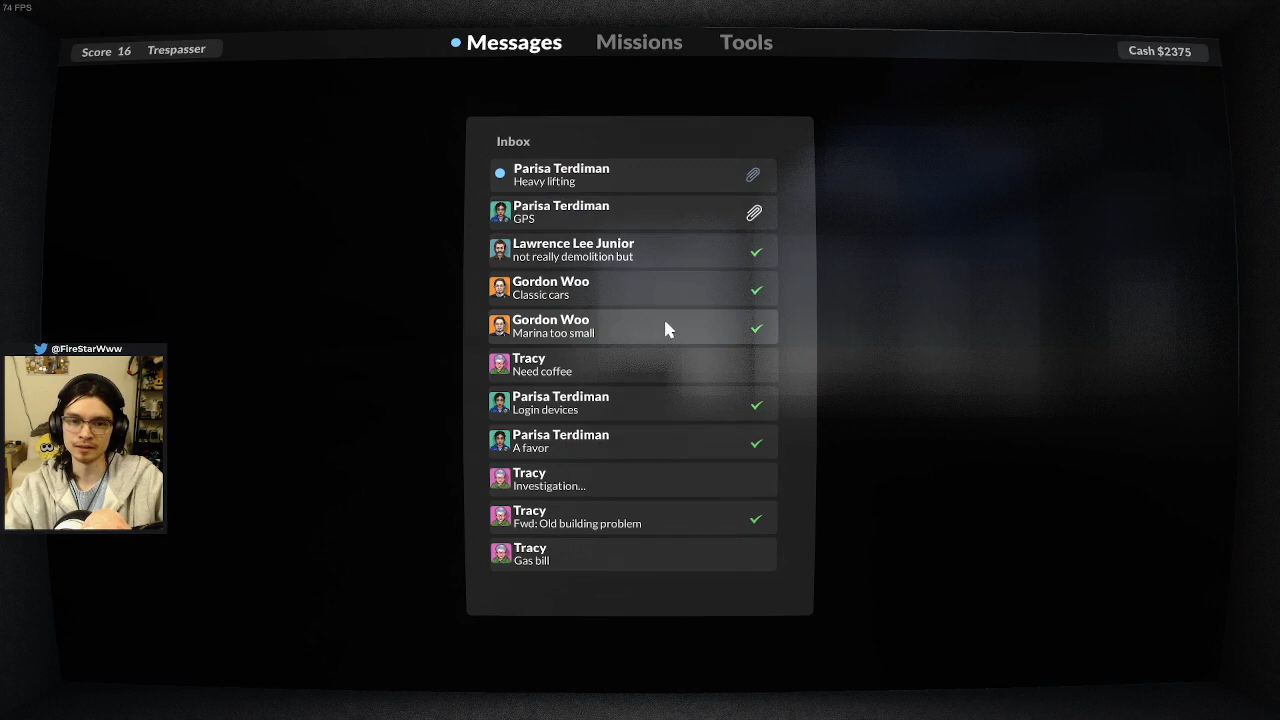 74 FPS
Score 16 Trespasser
Messages Missions Tools
Cash $2375
Inbox
Parisa Terdiman
Heavy lifting
Parisa Terdiman
GPS
Lawrence Lee Junior
not really demolition but
Gordon Woo
Classic cars
Gordon Woo
Marina too small
Tracy
Need coffee
Parisa Terdiman
Login devices
Parisa Terdiman
A favor
Tracy
Investigation...
Tracy
Fwd: Old building problem
Tracy
Gas bill
@FireStarWww